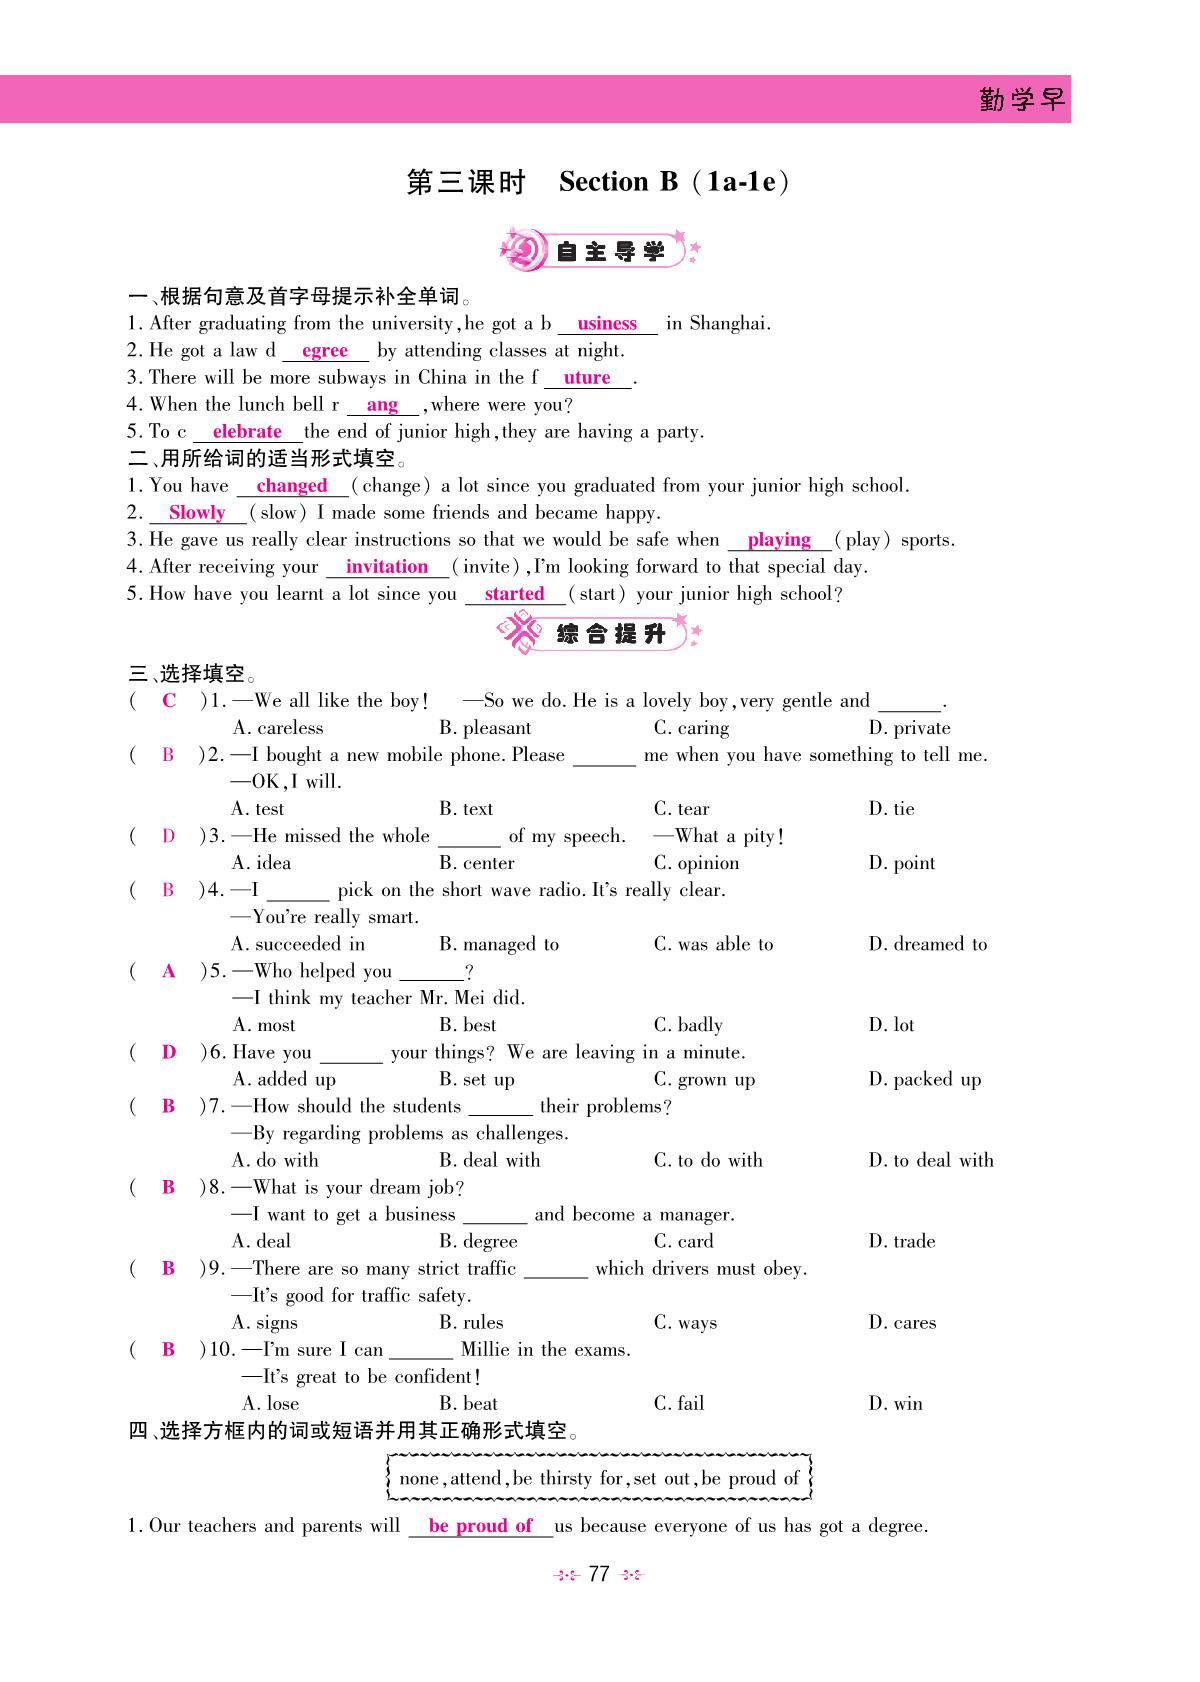 勤学早
第三课时 Section B（1a-1e）
自主导学
一、根据句意及首字母提示补全单词。
1. After graduating from the university,he got a b usiness in Shanghai.
2. He got a law d egree by attending classes at night.
3. There will be more subways in China in the f uture .
4. When the lunch bell r ang ,where were you?
5. To c elebrate the end of junior high,they are having a party.
二、用所给词的适当形式填空。
1. You have changed (change) a lot since you graduated from your junior high school.
2. Slowly (slow) I made some friends and became happy.
3. He gave us really clear instructions so that we would be safe when playing (play) sports.
4. After receiving your invitation (invite),I'm looking forward to that special day.
5. How have you learnt a lot since you started (start) your junior high school?
综合提升
三、选择填空。
( C )1. —We all like the boy! —So we do. He is a lovely boy,very gentle and ______.
A. careless B. pleasant C. caring D. private
( B )2. —I bought a new mobile phone. Please ______ me when you have something to tell me.
—OK,I will.
A. test B. text C. tear D. tie
( D )3. —He missed the whole ______ of my speech. —What a pity!
A. idea B. center C. opinion D. point
( B )4. —I ______ pick on the short wave radio. It's really clear.
—You're really smart.
A. succeeded in B. managed to C. was able to D. dreamed to
( A )5. —Who helped you ______?
—I think my teacher Mr. Mei did.
A. most B. best C. badly D. lot
( D )6. Have you ______ your things? We are leaving in a minute.
A. added up B. set up C. grown up D. packed up
( B )7. —How should the students ______ their problems?
—By regarding problems as challenges.
A. do with B. deal with C. to do with D. to deal with
( B )8. —What is your dream job?
—I want to get a business ______ and become a manager.
A. deal B. degree C. card D. trade
( B )9. —There are so many strict traffic ______ which drivers must obey.
—It's good for traffic safety.
A. signs B. rules C. ways D. cares
( B )10. —I'm sure I can ______ Millie in the exams.
—It's great to be confident!
A. lose B. beat C. fail D. win
四、选择方框内的词或短语并用其正确形式填空。
none,attend,be thirsty for,set out,be proud of
1. Our teachers and parents will be proud of us because everyone of us has got a degree.
77